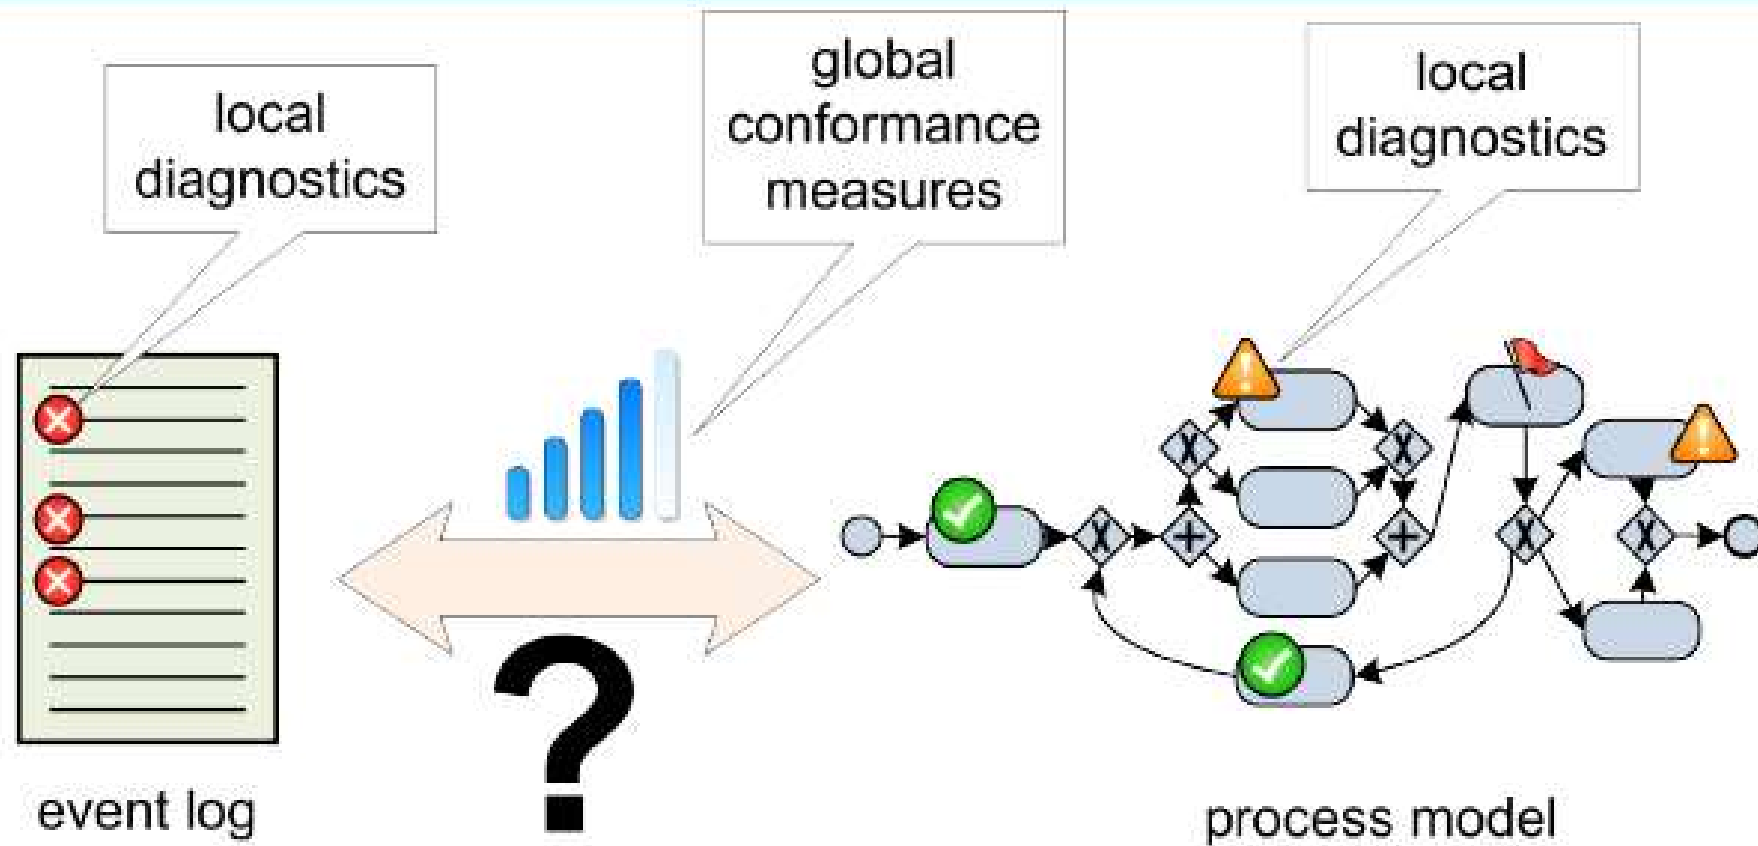 local
diagnostics
global
conformance
measures
local
diagnostics
?
event log
process model